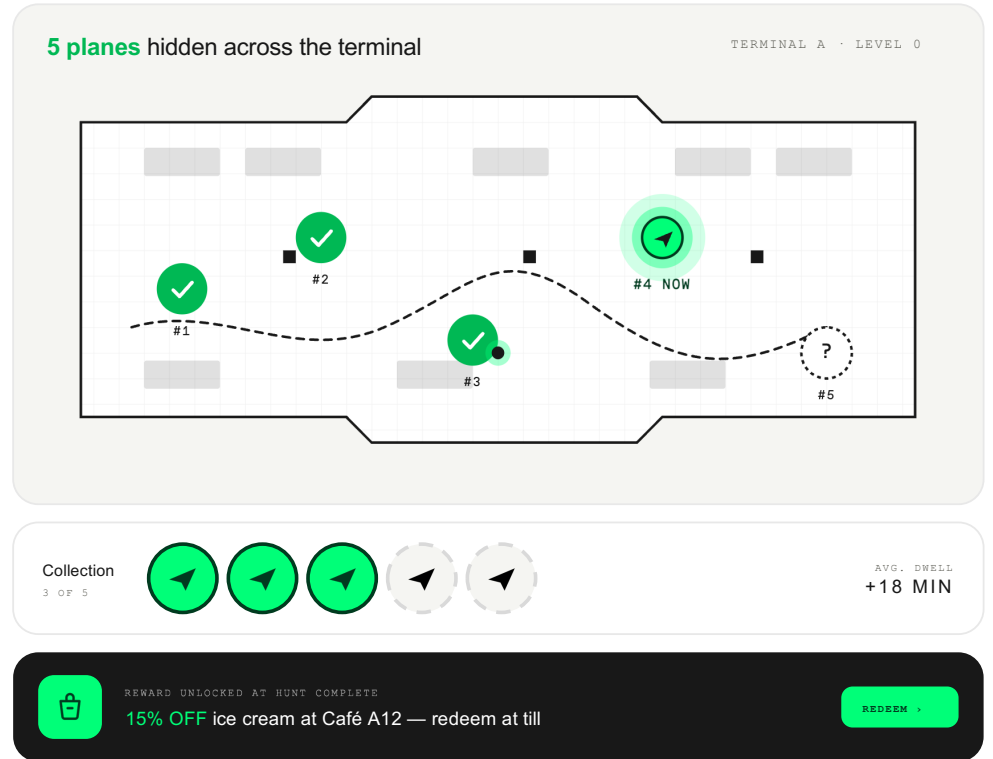 5 planes hidden across the terminal
TERMINAL A · LEVEL 0
#2
#4 NOW
#1
#3
?
#5
Collection
3 OF 5
AVG. DWELL
+18 MIN
REWARD UNLOCKED AT HUNT COMPLETE
15% OFF ice cream at Café A12 — redeem at till
REDEEM ›